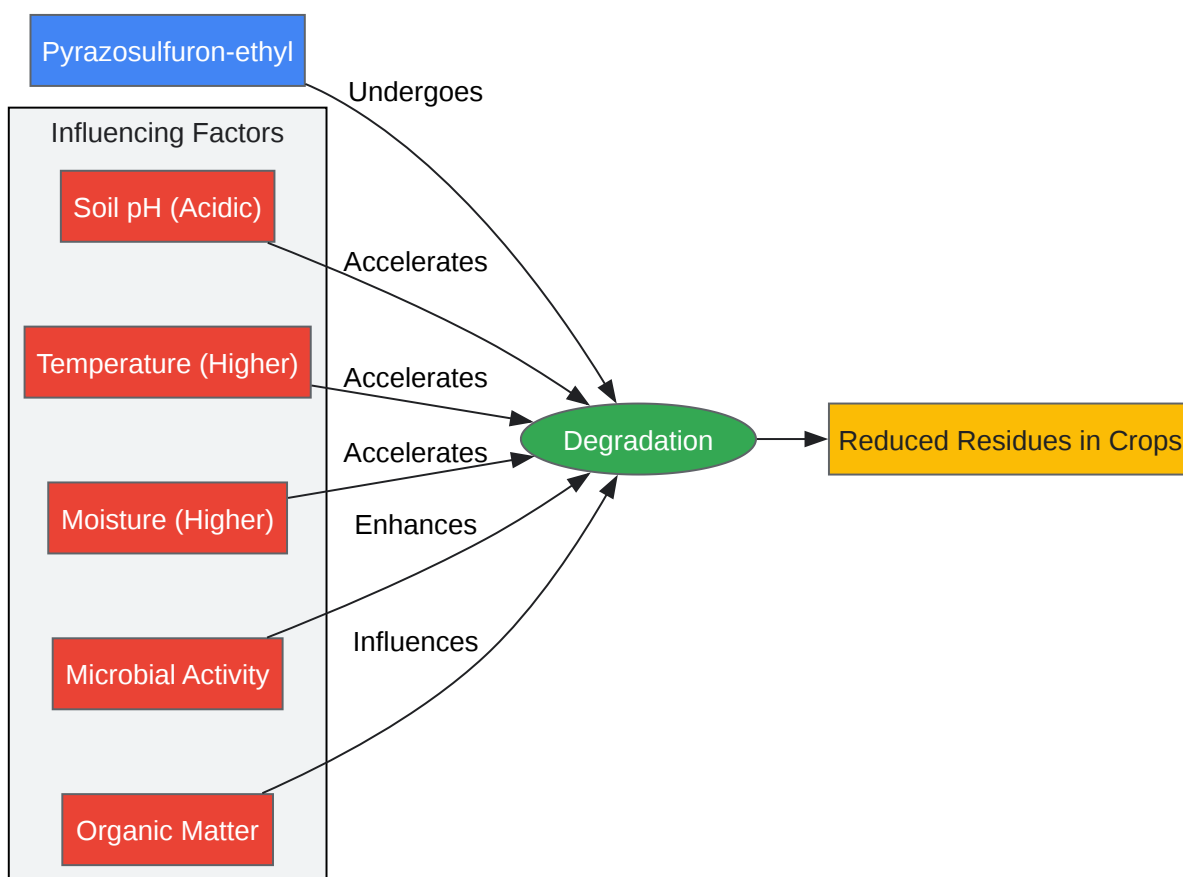 Pyrazosulfuron-ethyl
Undergoes
Influencing Factors
Soil pH (Acidic)
Accelerates
Temperature (Higher)
Accelerates
Accelerates
Degradation
Reduced Residues in Crops
Moisture (Higher)
Enhances
Microbial Activity
Influences
Organic Matter